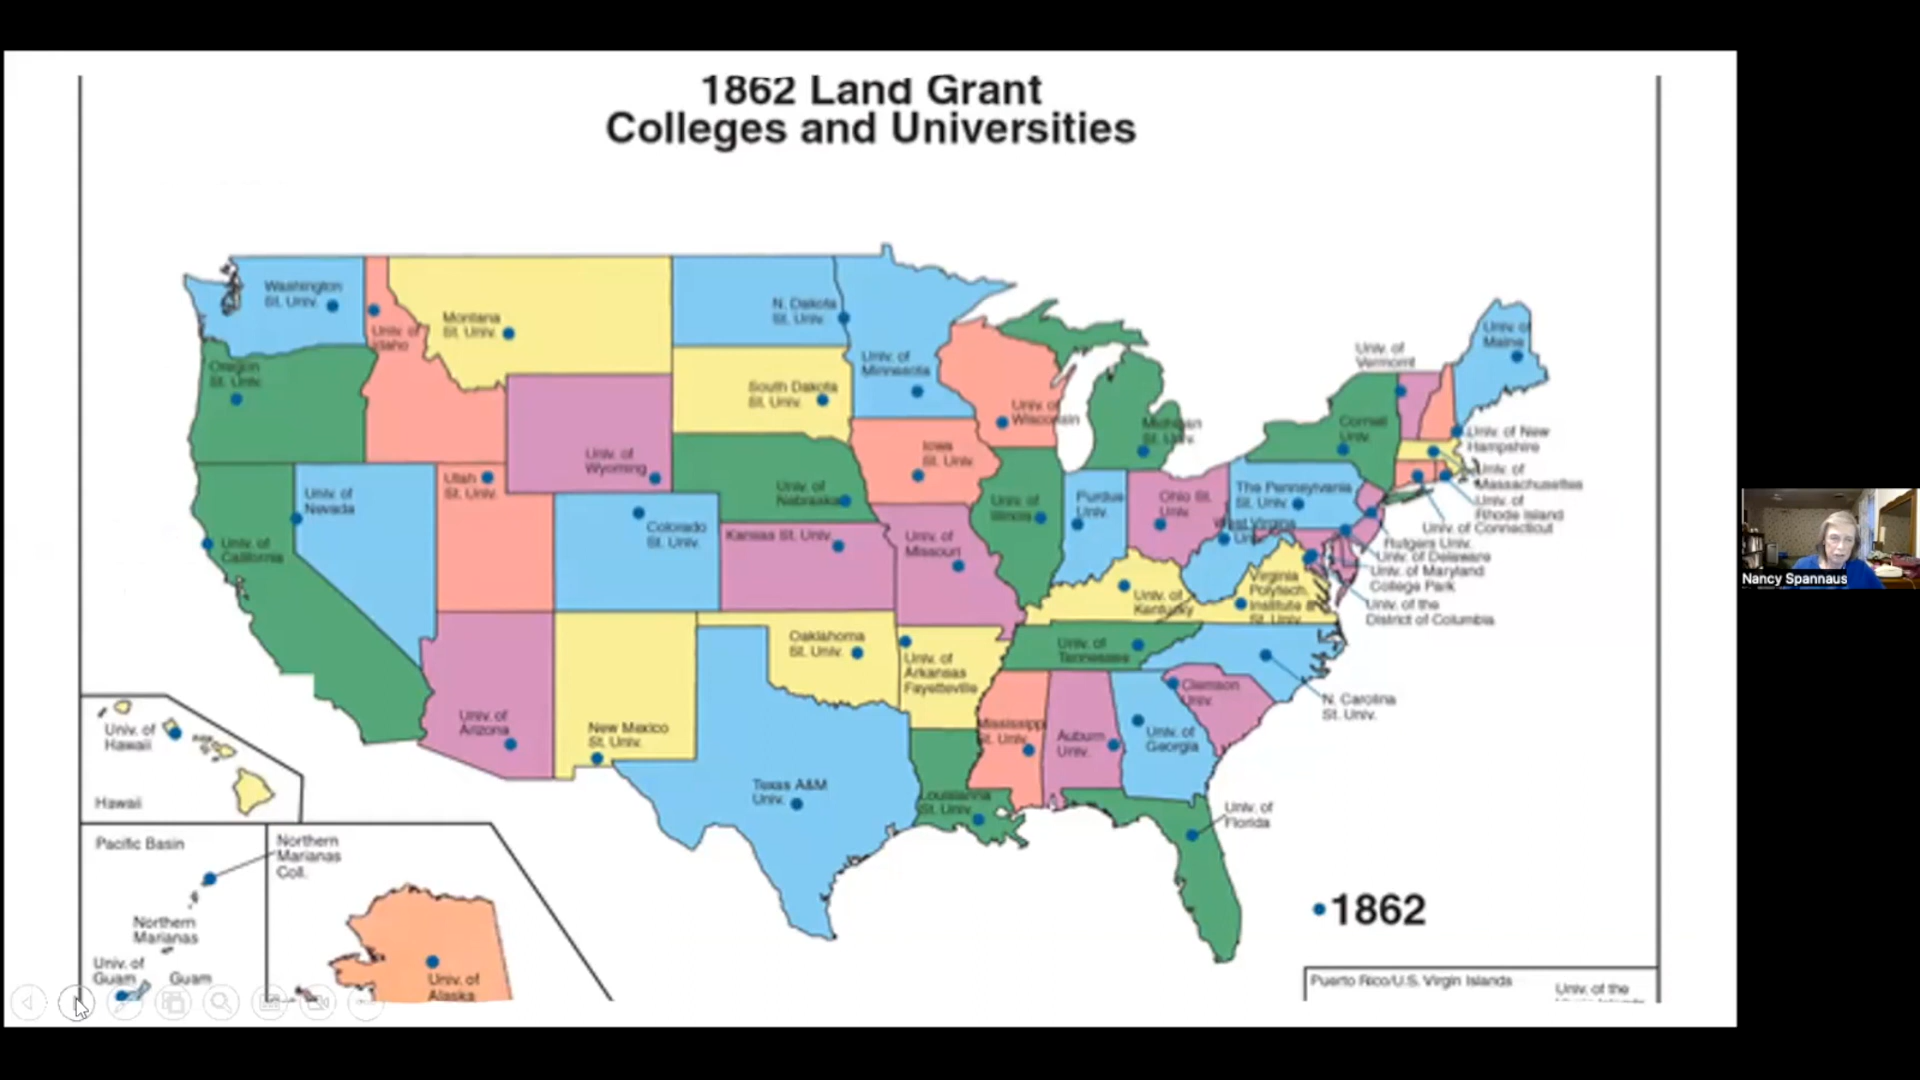 1862 Land Grant
Colleges and Universities
Washington
St. Univ.
Univ. of
Idaho
Montana
St. Univ.
N. Dakota
St. Univ.
Univ. of
Minnesota
Univ. of
Maine
Univ. of
Vermont
Oregon
St. Univ.
South Dakota
St. Univ.
Univ. of
Wisconsin
Michigan
St. Univ.
Cornell
Univ.
Univ. of New
Hampshire
Univ. of
Massachusettes
Univ. of
Rhode Island
Univ. of
Connecticut
Rutgers Univ.
Univ. of Delaware
Univ. of Maryland
College Park
Univ. of the
District of Columbia
Univ. of
Wyoming
Iowa
St. Univ.
Utah
St. Univ.
Univ. of
Nevada
Univ. of
Nebraska
Univ. of
Illinois
Purdue
Univ.
Ohio St.
Univ.
The Pennsylvania
St. Univ.
West Virginia
Univ.
Univ. of
California
Colorado
St. Univ.
Kansas St. Univ.
Univ. of
Missouri
Univ. of
Kentucky
Virginia
Polytech.
Institute &
St. Univ.
Univ. of
Arizona
New Mexico
St. Univ.
Oaklahoma
St. Univ.
Univ. of
Arkansas
Fayetteville
Univ. of
Tennessee
N. Carolina
St. Univ.
Clemson
Univ.
Mississippi
St. Univ.
Auburn
Univ.
Univ. of
Georgia
Texas A&M
Univ.
Louisianna
St. Univ.
Univ. of
Florida
Univ. of
Hawaii
Hawaii
Pacific Basin
Northern
Marianas
Coll.
Northern
Marianas
Univ. of
Guam
Guam
Univ. of
Alaska
1862
Puerto Rico/U.S. Virgin Islands
Univ. of the
Nancy Spannaus